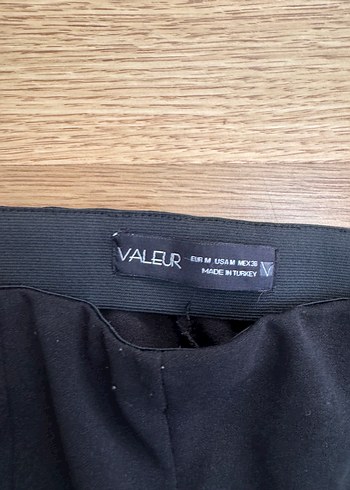 VALEUR
EUR M USA M MEX 38
MADE IN TURKEY